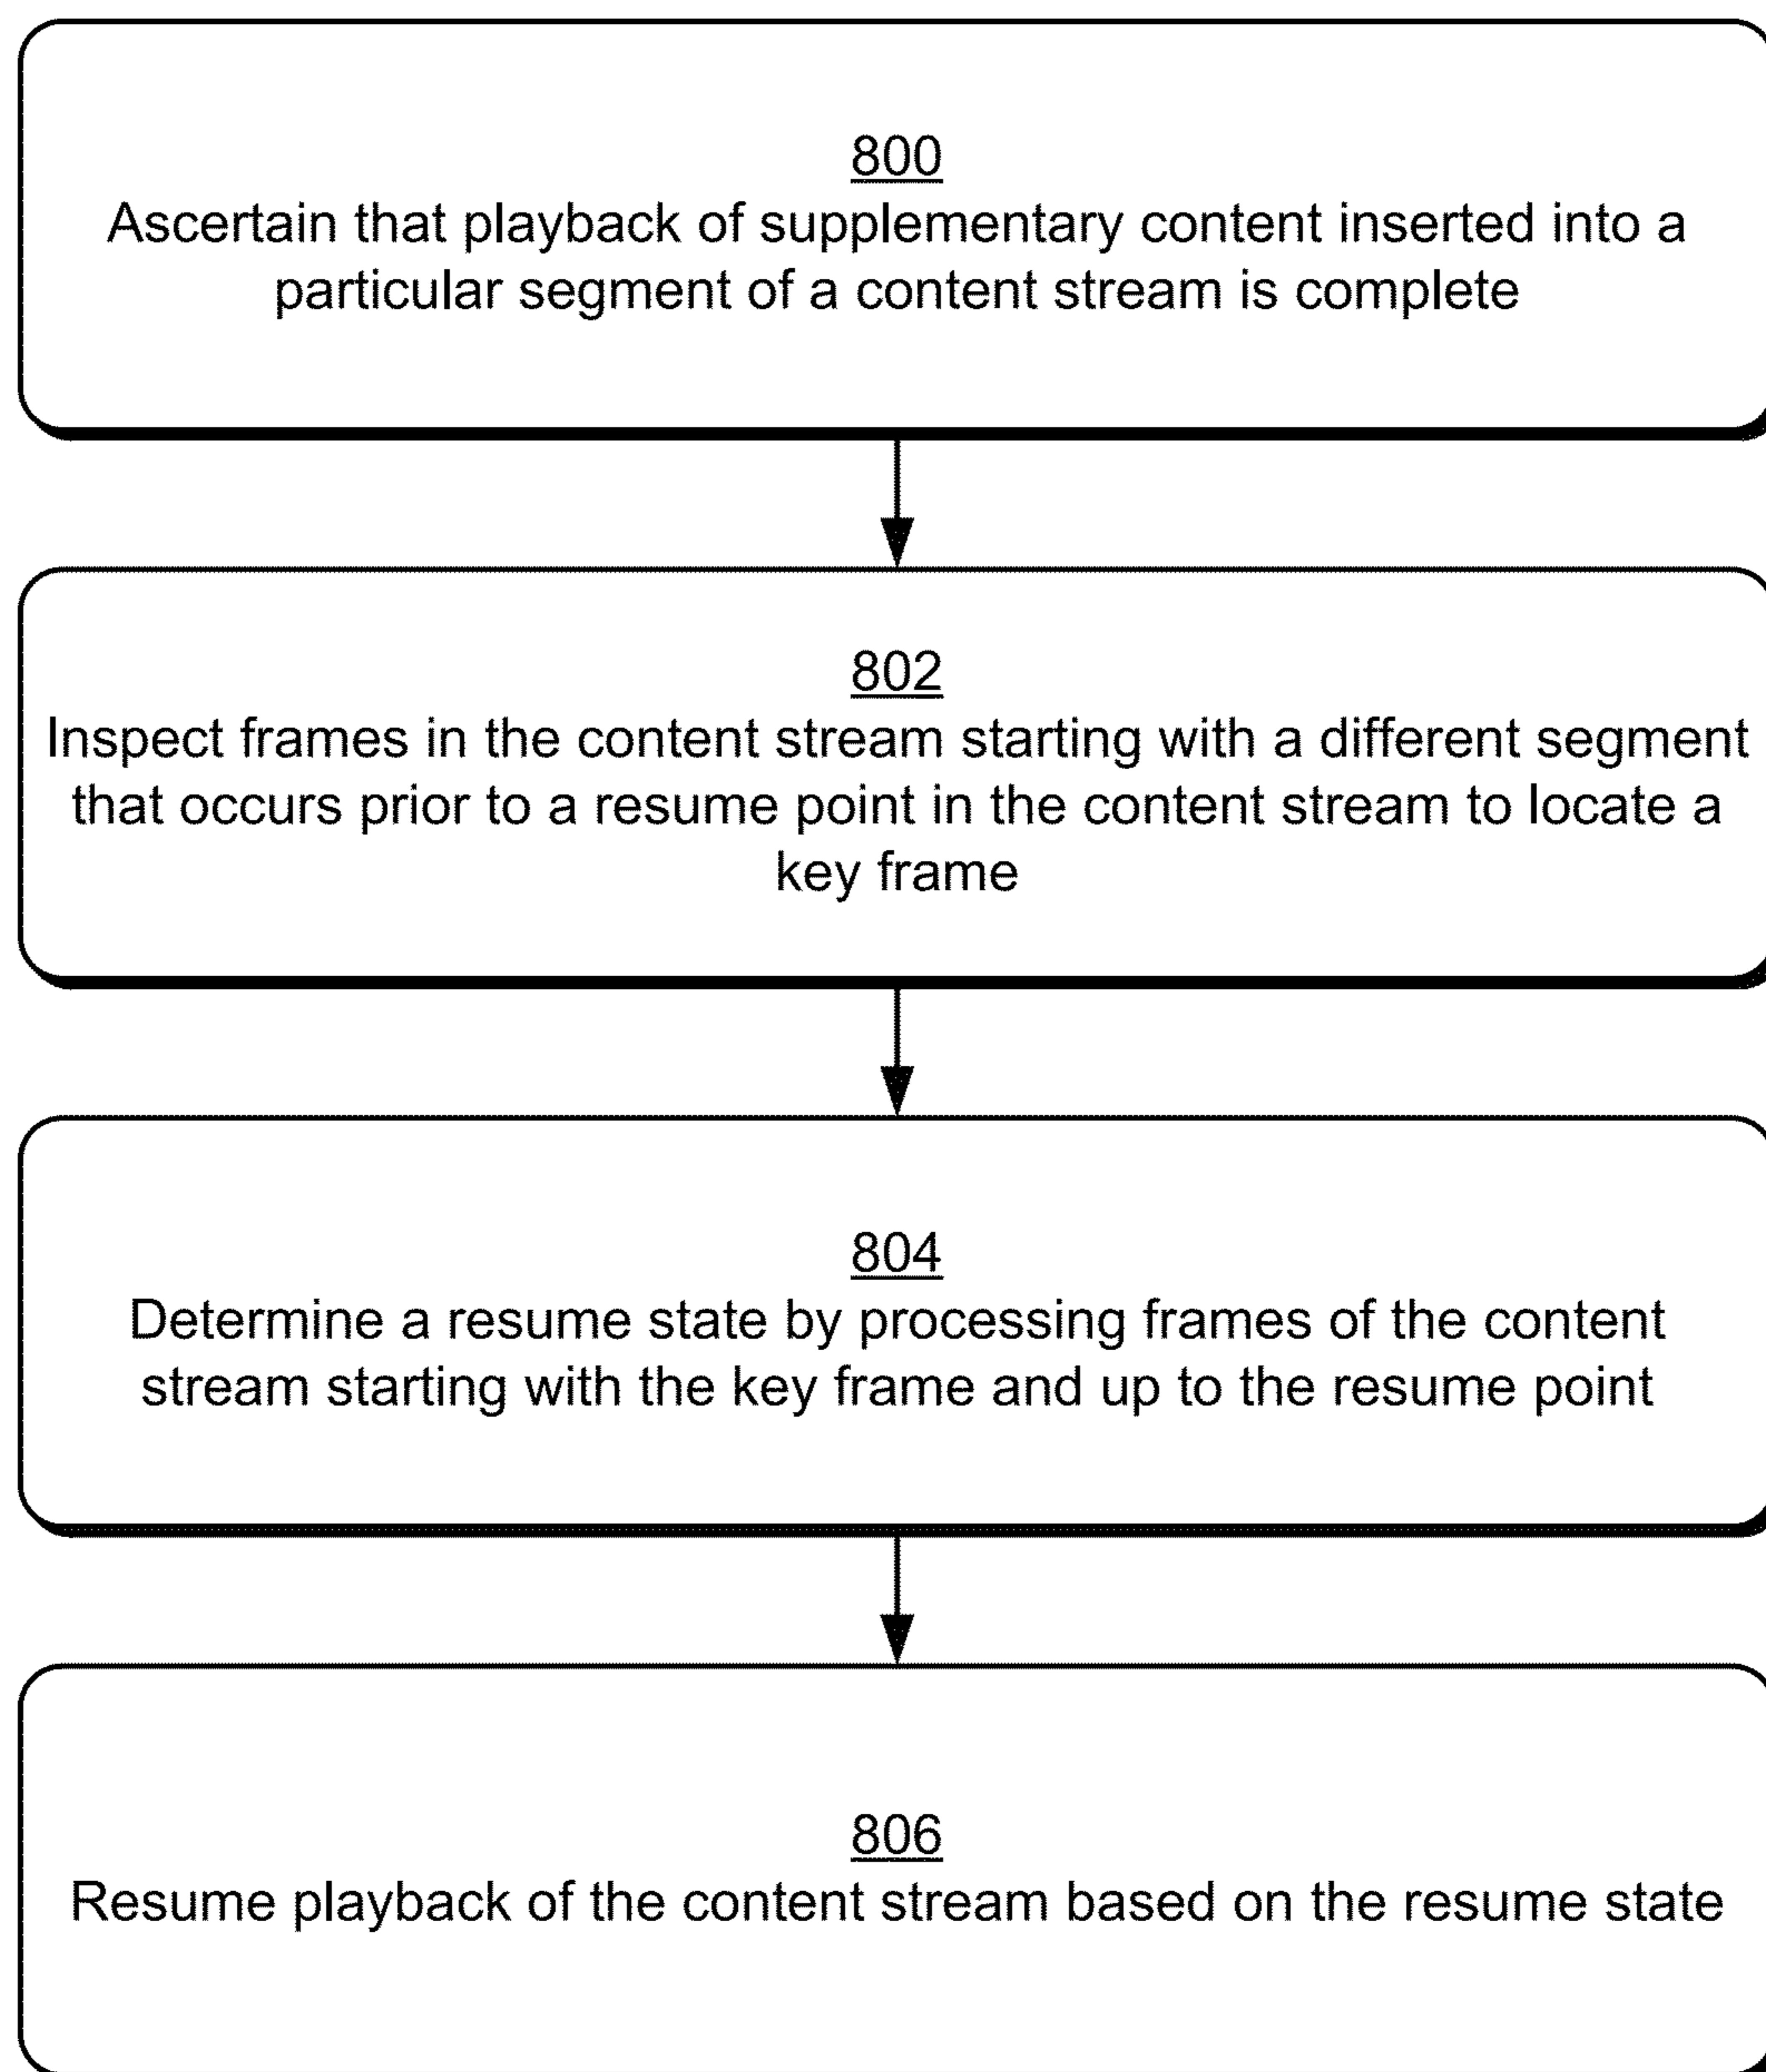 800
Ascertain that playback of supplementary content inserted into a
particular segment of a content stream is complete
802
Inspect frames in the content stream starting with a different segment
that occurs prior to a resume point in the content stream to locate a
key frame
804
Determine a resume state by processing frames of the content
stream starting with the key frame and up to the resume point
806
Resume playback of the content stream based on the resume state